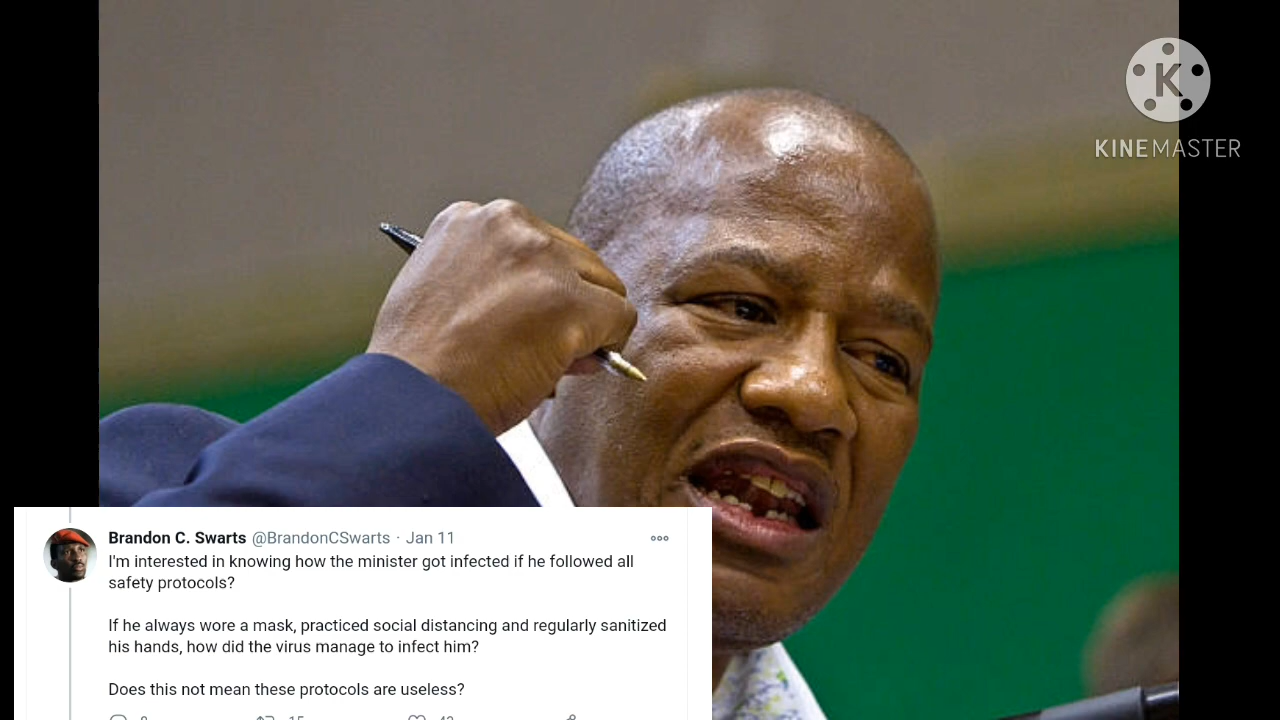 K
KINEMASTER
Brandon C. Swarts @BrandonCSwarts · Jan 11
I'm interested in knowing how the minister got infected if he followed all
safety protocols?
If he always wore a mask, practiced social distancing and regularly sanitized
his hands, how did the virus manage to infect him?
Does this not mean these protocols are useless?